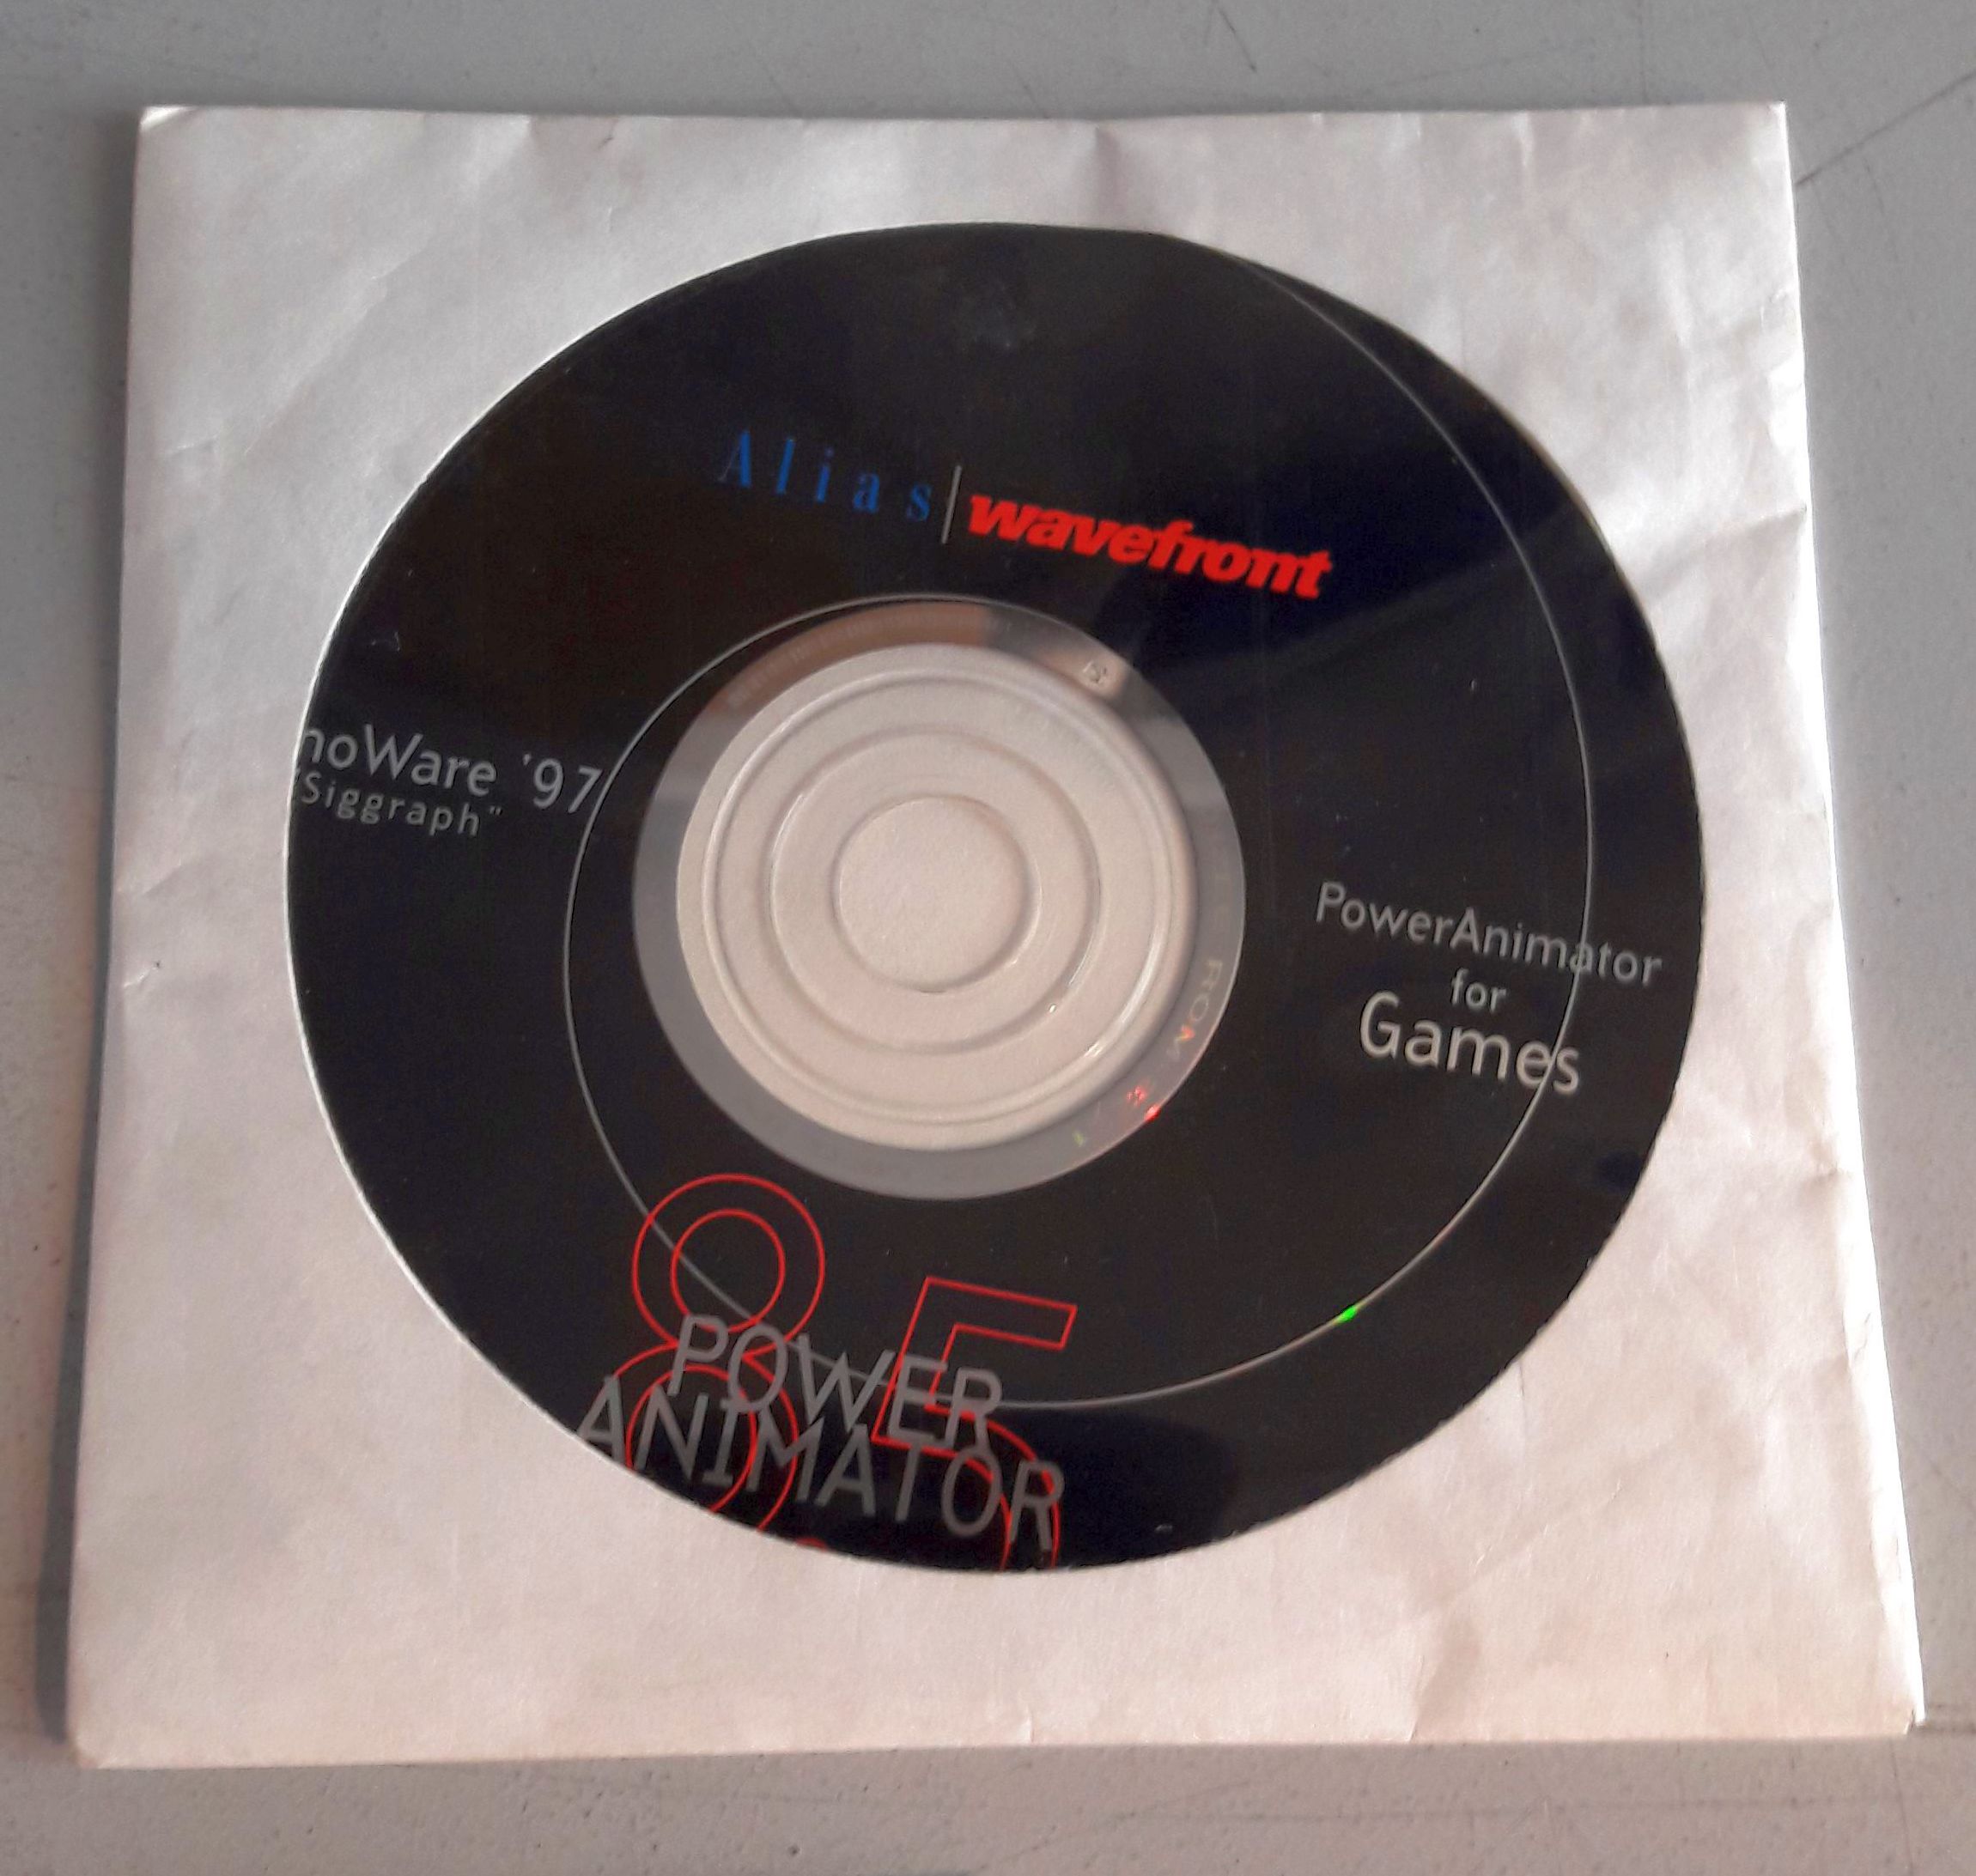 Alias|wavefront
noWare '97
"Siggraph"
PowerAnimator
for
Games
8.5
POWER
ANIMATOR